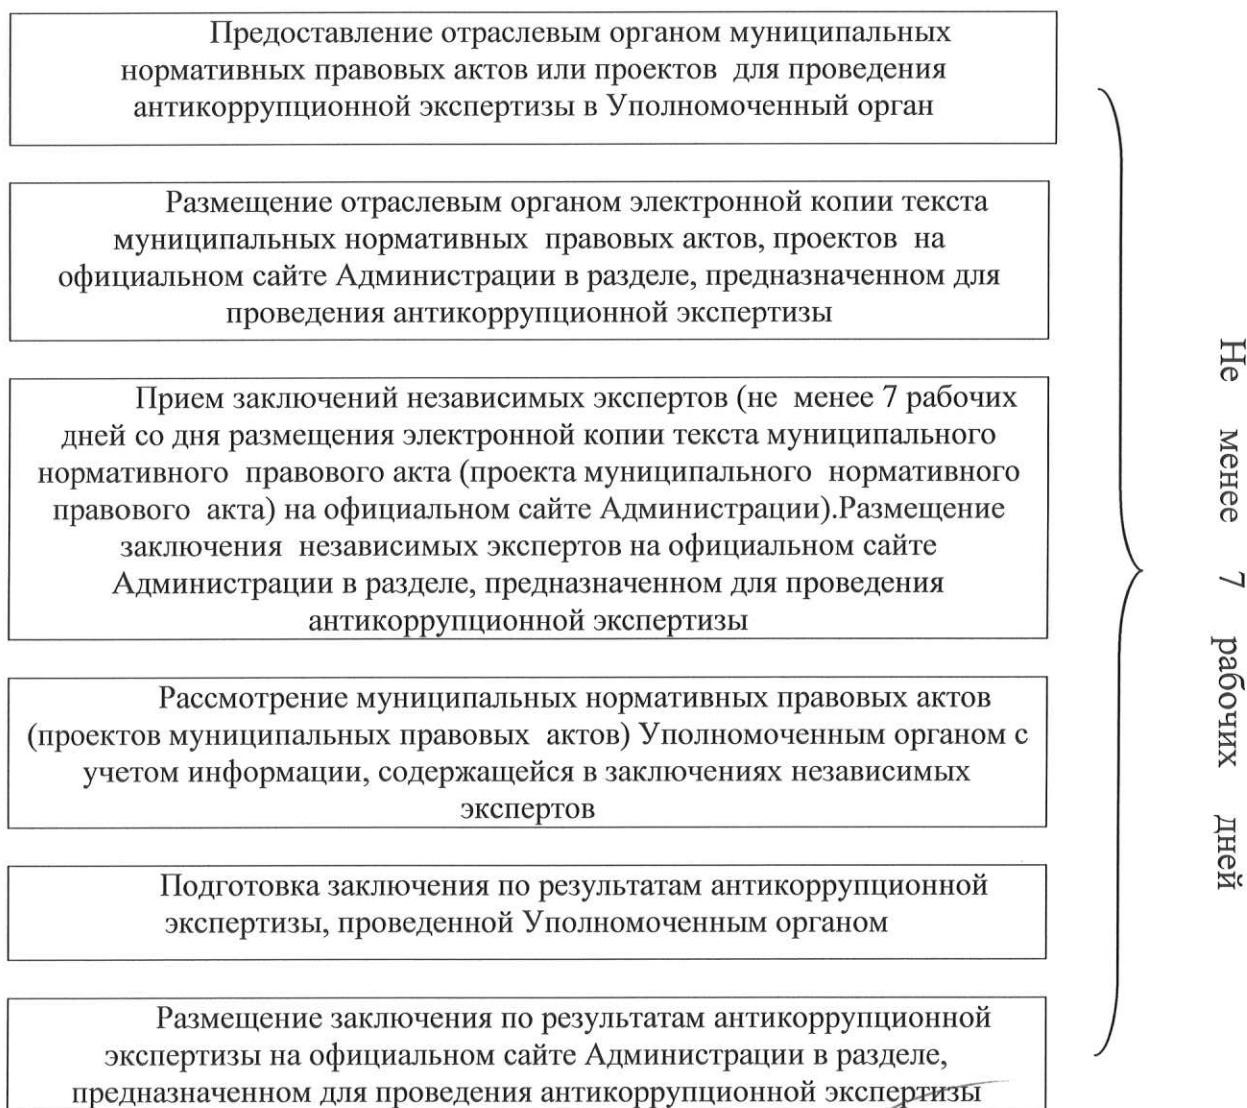 Предоставление отраслевым органом муниципальных
нормативных правовых актов или проектов для проведения
антикоррупционной экспертизы в Уполномоченный орган
Размещение отраслевым органом электронной копии текста
муниципальных нормативных правовых актов, проектов на
официальном сайте Администрации в разделе, предназначенном для
проведения антикоррупционной экспертизы
Прием заключений независимых экспертов (не менее 7 рабочих
дней со дня размещения электронной копии текста муниципального
нормативного правового акта (проекта муниципального нормативного
правового акта) на официальном сайте Администрации).Размещение
заключения независимых экспертов на официальном сайте
Администрации в разделе, предназначенном для проведения
антикоррупционной экспертизы
Рассмотрение муниципальных нормативных правовых актов
(проектов муниципальных правовых актов) Уполномоченным органом с
учетом информации, содержащейся в заключениях независимых
экспертов
Подготовка заключения по результатам антикоррупционной
экспертизы, проведенной Уполномоченным органом
Размещение заключения по результатам антикоррупционной
экспертизы на официальном сайте Администрации в разделе,
предназначенном для проведения антикоррупционной экспертизы
Не менее 7 рабочих дней